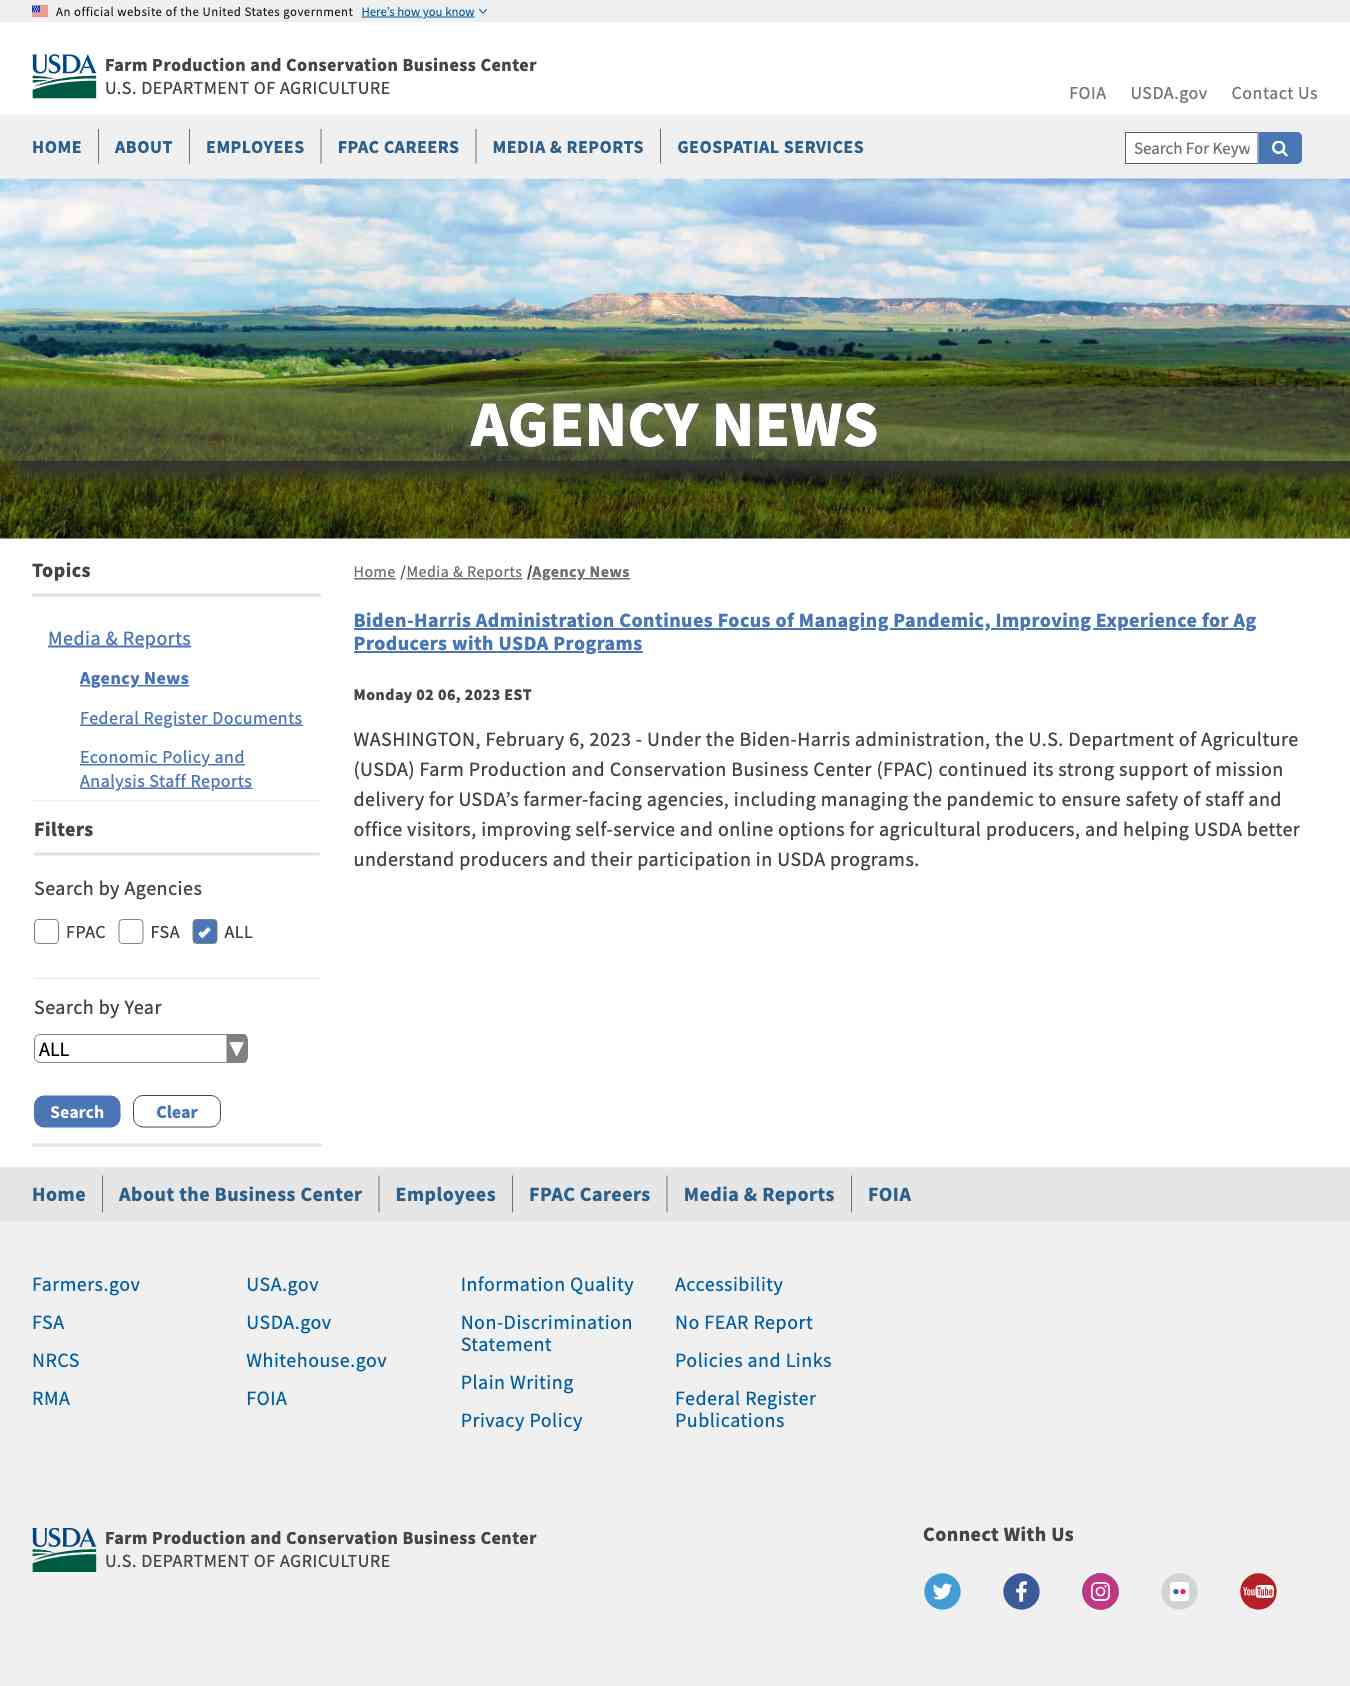 An official website of the United States government Here's how you know
USDA Farm Production and Conservation Business Center
U.S. DEPARTMENT OF AGRICULTURE
FOIA USDA.gov Contact Us
HOME ABOUT EMPLOYEES FPAC CAREERS MEDIA & REPORTS GEOSPATIAL SERVICES
Search For Keyw
AGENCY NEWS
Topics
Media & Reports
Agency News
Federal Register Documents
Economic Policy and
Analysis Staff Reports
Filters
Search by Agencies
FPAC FSA ALL
Search by Year
ALL
Search Clear
Home /Media & Reports /Agency News
Biden-Harris Administration Continues Focus of Managing Pandemic, Improving Experience for Ag
Producers with USDA Programs
Monday 02 06, 2023 EST
WASHINGTON, February 6, 2023 - Under the Biden-Harris administration, the U.S. Department of Agriculture
(USDA) Farm Production and Conservation Business Center (FPAC) continued its strong support of mission
delivery for USDA’s farmer-facing agencies, including managing the pandemic to ensure safety of staff and
office visitors, improving self-service and online options for agricultural producers, and helping USDA better
understand producers and their participation in USDA programs.
Home About the Business Center Employees FPAC Careers Media & Reports FOIA
Farmers.gov
FSA
NRCS
RMA
USA.gov
USDA.gov
Whitehouse.gov
FOIA
Information Quality
Non-Discrimination
Statement
Plain Writing
Privacy Policy
Accessibility
No FEAR Report
Policies and Links
Federal Register
Publications
USDA Farm Production and Conservation Business Center
U.S. DEPARTMENT OF AGRICULTURE
Connect With Us
YouTube